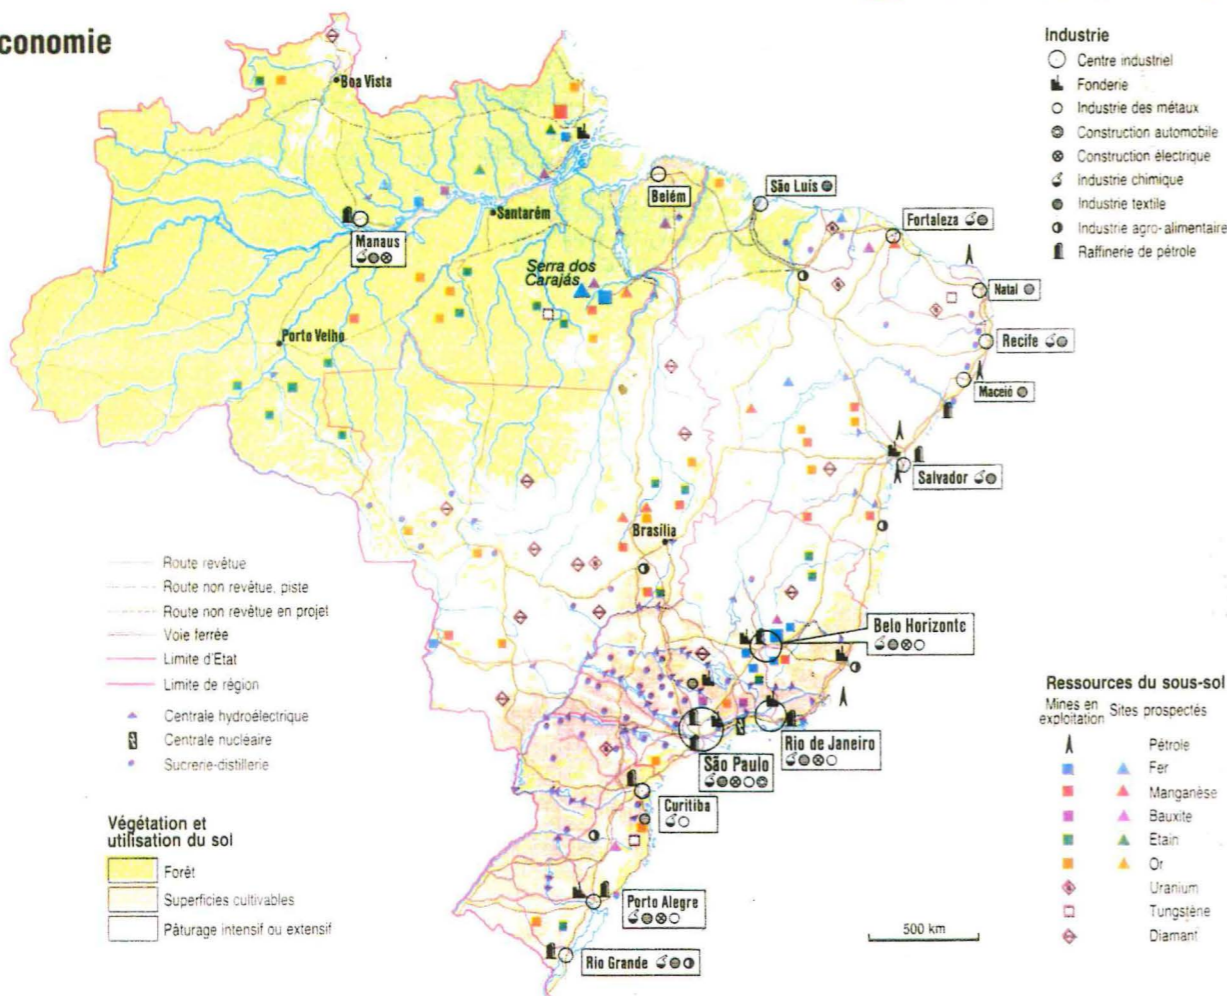 conomie
Boa Vista
Belém
São Luís
Santarém
Fortaleza
Manaus
Serra dos
Carajás
Natal
Porto Velho
Recife
Maceió
Salvador
Brasília
Belo Horizonte
Rio de Janeiro
São Paulo
Curitiba
Porto Alegre
Rio Grande
Industrie
Centre industriel
Fonderie
Industrie des métaux
Construction automobile
Construction électrique
Industrie chimique
Industrie textile
Industrie agro-alimentaire
Raffinerie de pétrole
Route revêtue
Route non revêtue, piste
Route non revêtue en projet
Voie ferrée
Limite d'Etat
Limite de région
Centrale hydroélectrique
Centrale nucléaire
Sucrerie-distillerie
Végétation et
utilisation du sol
Forêt
Superficies cultivables
Pâturage intensif ou extensif
Ressources du sous-sol
Mines en exploitation
Sites prospectés
Pétrole
Fer
Manganèse
Bauxite
Etain
Or
Uranium
Tungstène
Diamant
500 km